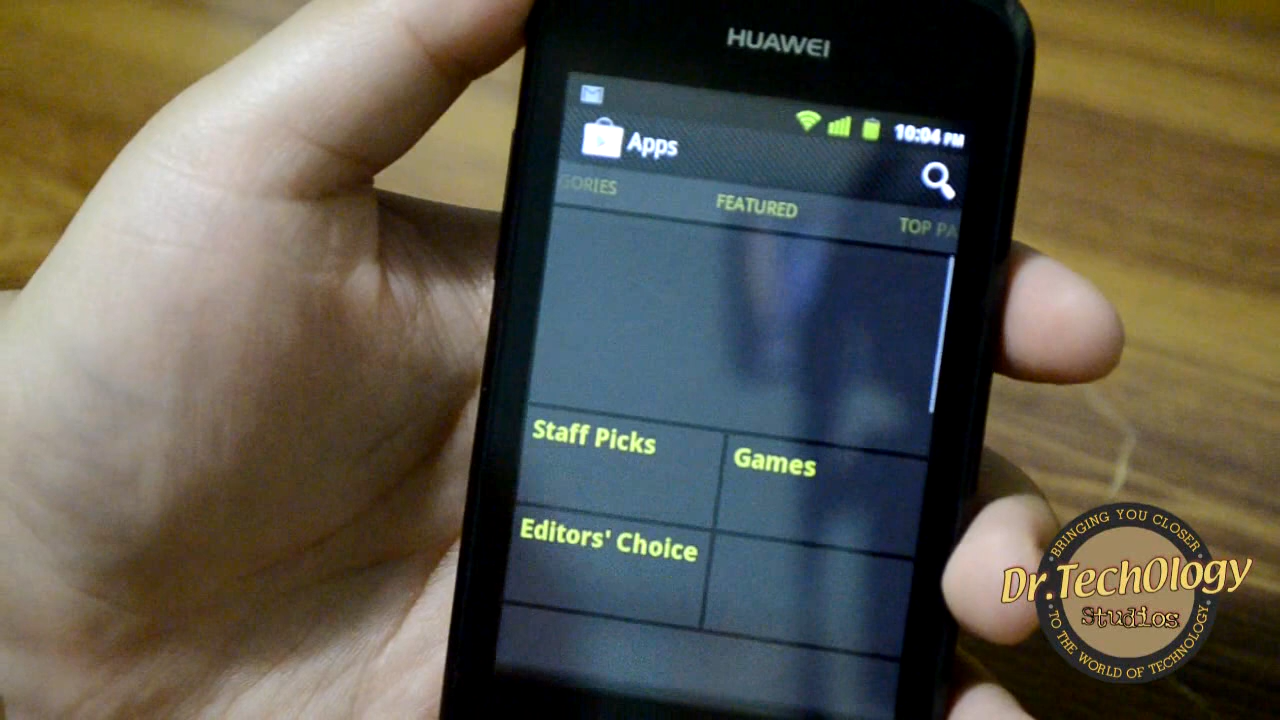 HUAWEI
10:04 PM
Apps
GORIES FEATURED TOP PA
Staff Picks
Games
Editors' Choice
BRINGING YOU CLOSER
Dr.TechOlogy
Studios
TO THE WORLD OF TECHNOLOGY